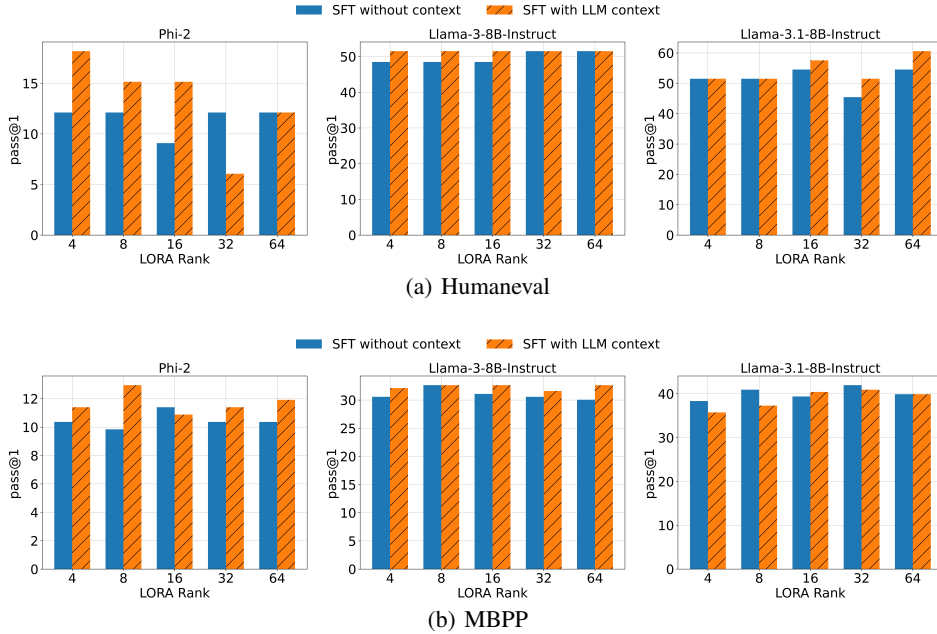 SFT without context SFT with LLM context
Phi-2 Llama-3-8B-Instruct Llama-3.1-8B-Instruct
pass@1 15 10 5 0
4 8 16 32 64
LORA Rank
pass@1 50 40 30 20 10 0
4 8 16 32 64
LORA Rank
pass@1 60 50 40 30 20 10 0
4 8 16 32 64
LORA Rank
(a) Humaneval
SFT without context SFT with LLM context
Phi-2 Llama-3-8B-Instruct Llama-3.1-8B-Instruct
pass@1 12 10 8 6 4 2 0
4 8 16 32 64
LORA Rank
pass@1 30 25 20 15 10 5 0
4 8 16 32 64
LORA Rank
pass@1 40 30 20 10 0
4 8 16 32 64
LORA Rank
(b) MBPP